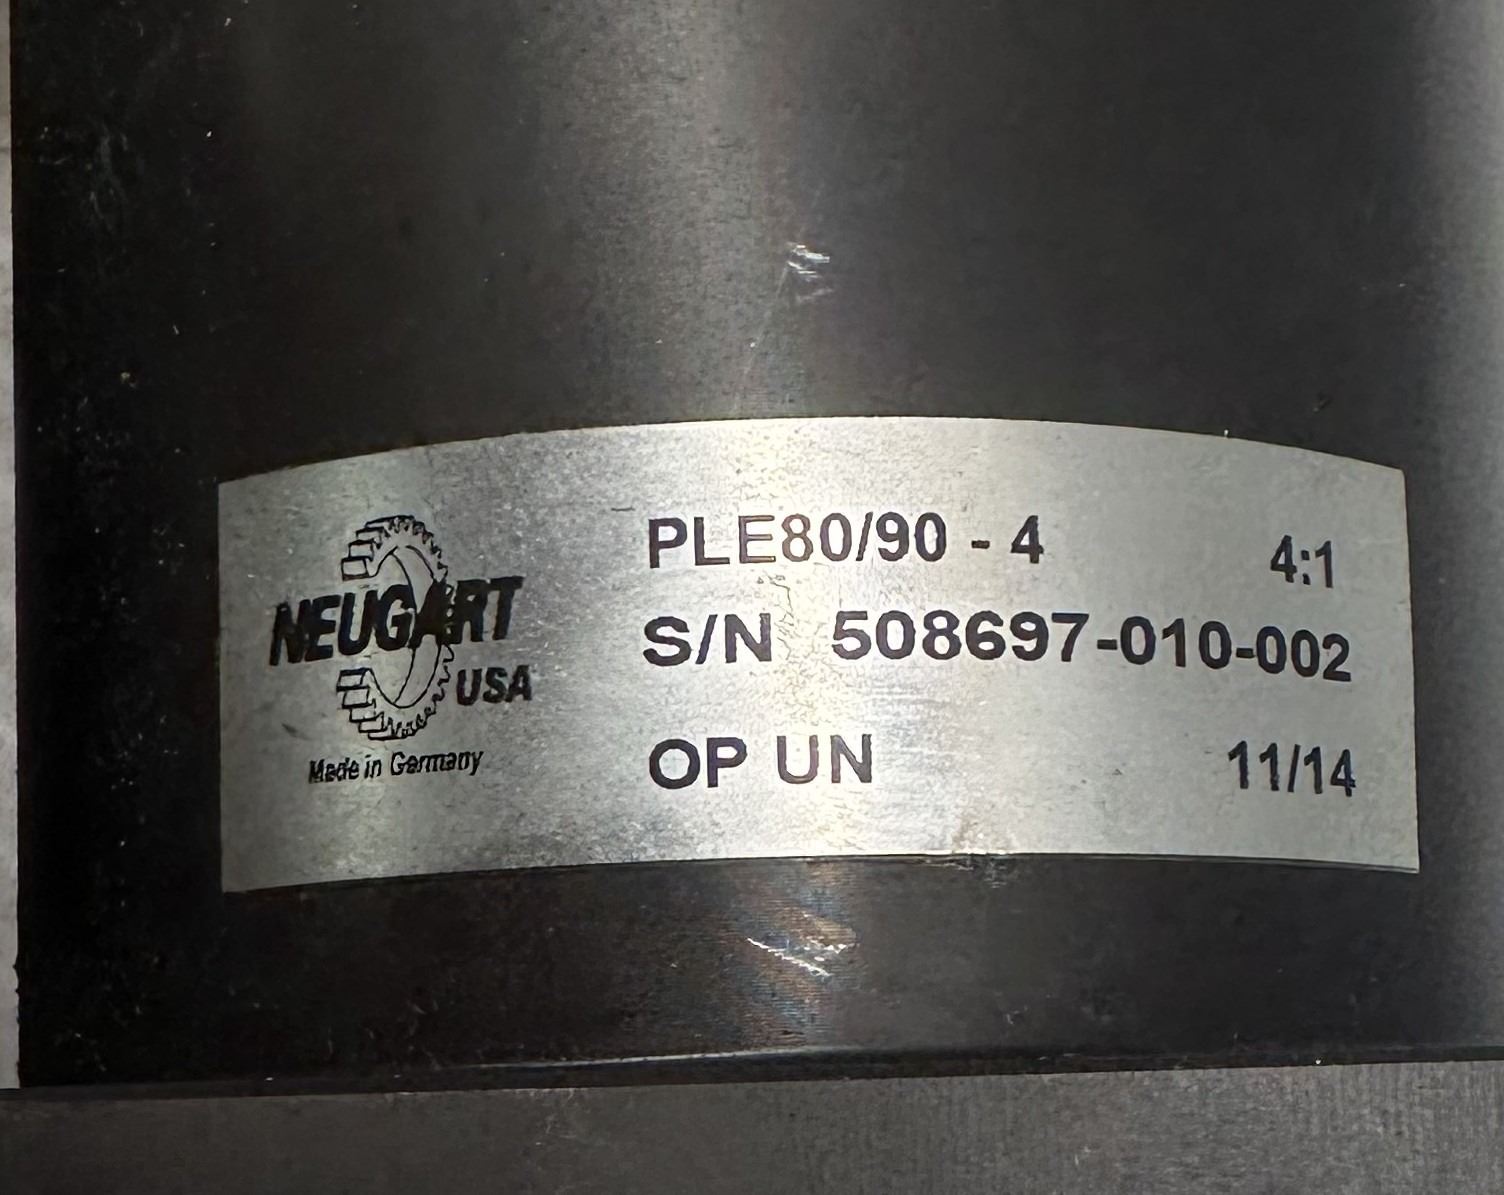 NEUGART
USA
Made in Germany
PLE80/90 - 4 4:1
S/N 508697-010-002
OP UN 11/14